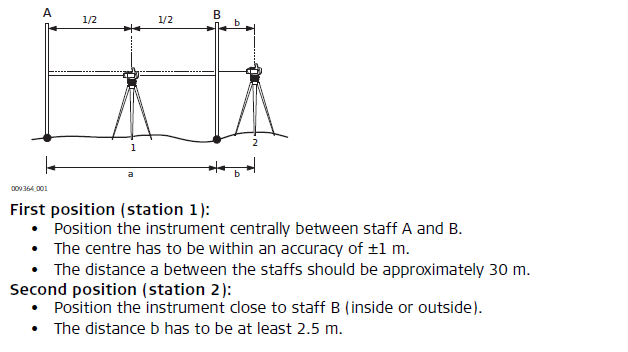 A
B
1/2
1/2
b
1
2
a
b
009364_001
First position (station 1):
• Position the instrument centrally between staff A and B.
• The centre has to be within an accuracy of ±1 m.
• The distance a between the staffs should be approximately 30 m.
Second position (station 2):
• Position the instrument close to staff B (inside or outside).
• The distance b has to be at least 2.5 m.